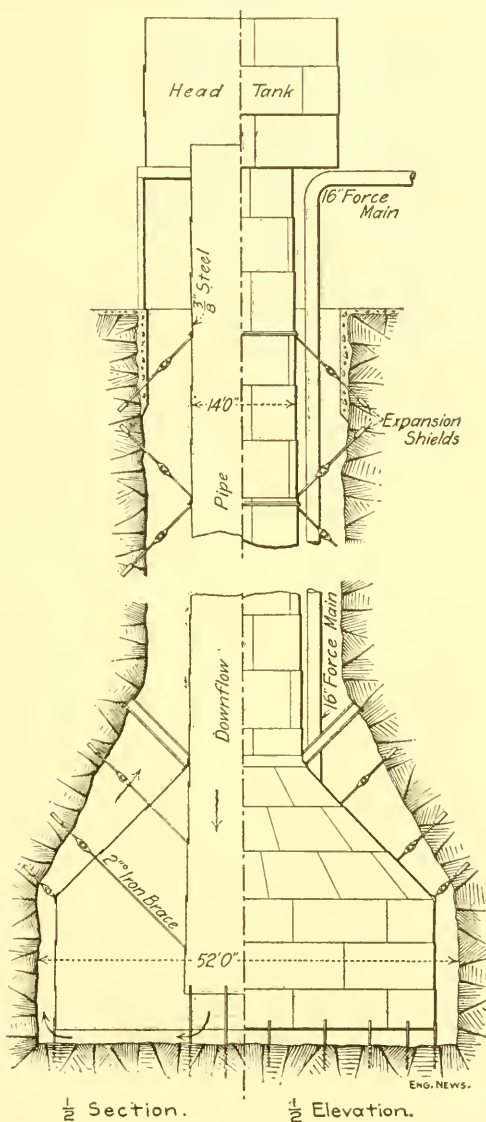 Head Tank
16" Force
Main
3/8" Steel
14'0"
Expansion
Shields
Pipe
16" Force Main
Downflow
2"⌀ Iron Brace
52'0"
ENG. NEWS.
1/2 Section. 1/2 Elevation.